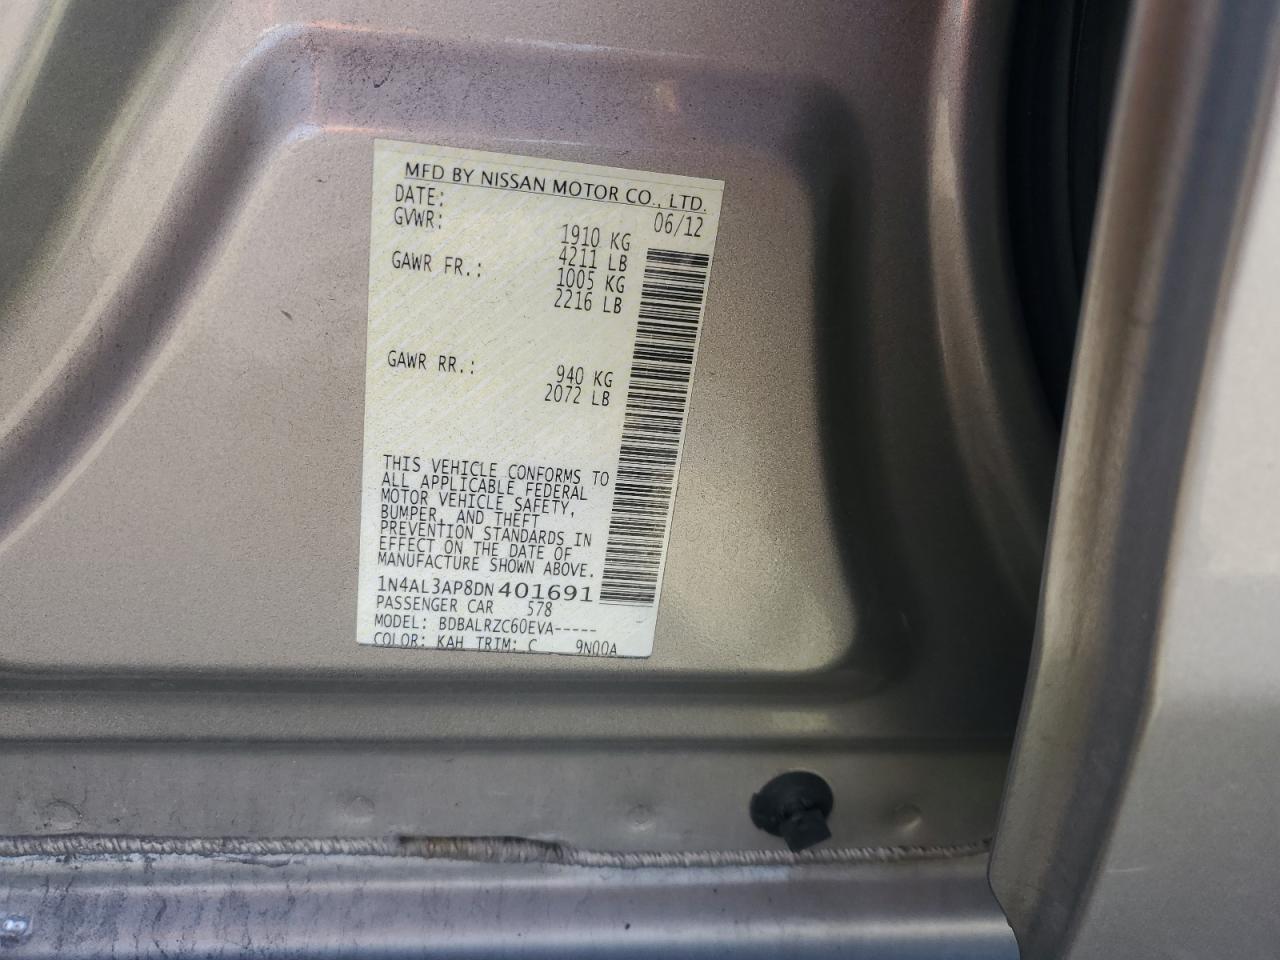 MFD BY NISSAN MOTOR CO., LTD.
DATE: 06/12
GVWR: 1910 KG
4211 LB
GAWR FR.: 1005 KG
2216 LB
GAWR RR.: 940 KG
2072 LB
THIS VEHICLE CONFORMS TO
ALL APPLICABLE FEDERAL
MOTOR VEHICLE SAFETY,
BUMPER, AND THEFT
PREVENTION STANDARDS IN
EFFECT ON THE DATE OF
MANUFACTURE SHOWN ABOVE.
1N4AL3AP8DN401691
PASSENGER CAR 578
MODEL: BDBALRZC60EVA-----
COLOR: KAH TRIM: C 9N00A